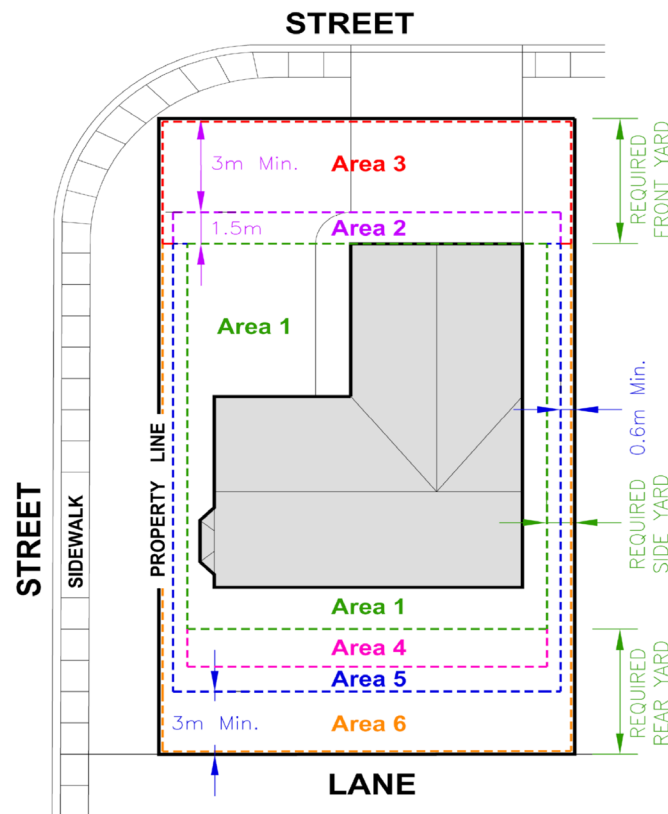 STREET
3m Min.
Area 3
REQUIRED
FRONT YARD
1.5m
Area 2
Area 1
0.6m Min.
PROPERTY LINE
STREET
SIDEWALK
REQUIRED
SIDE YARD
Area 1
Area 4
Area 5
3m Min.
Area 6
REQUIRED
REAR YARD
LANE